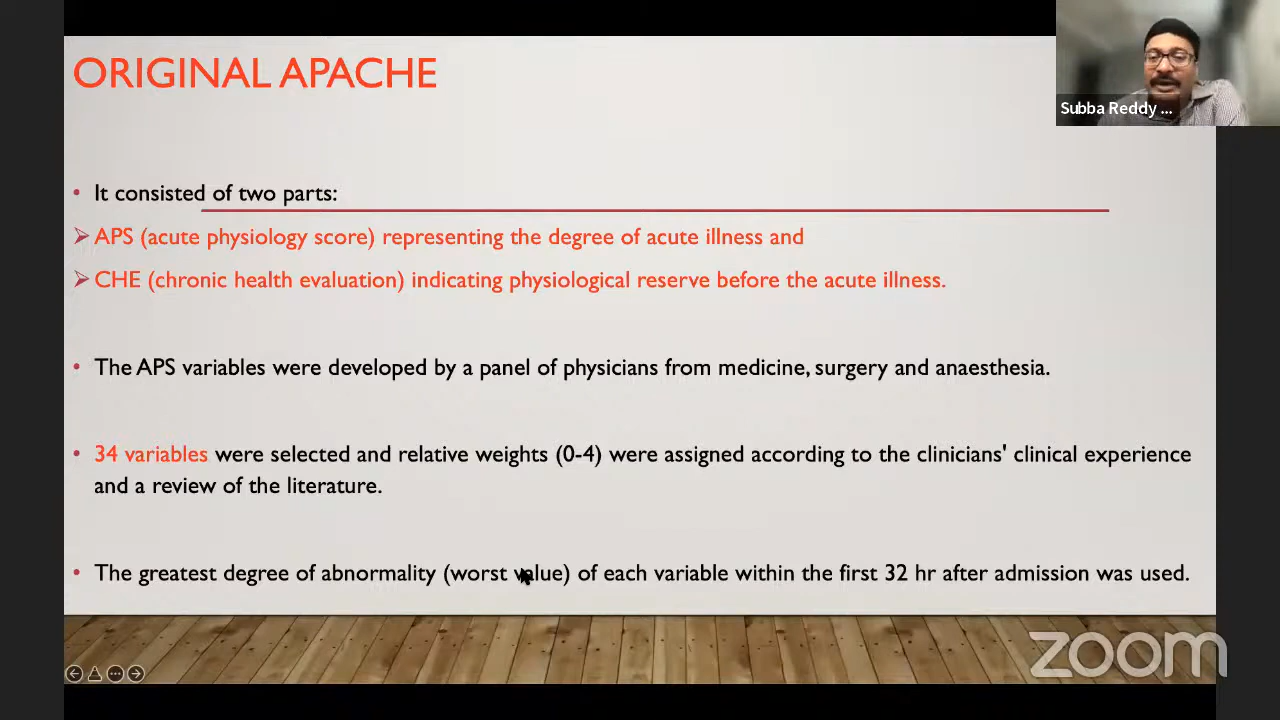 ORIGINAL APACHE
Subba Reddy ...
• It consisted of two parts:
➢ APS (acute physiology score) representing the degree of acute illness and
➢ CHE (chronic health evaluation) indicating physiological reserve before the acute illness.
• The APS variables were developed by a panel of physicians from medicine, surgery and anaesthesia.
• 34 variables were selected and relative weights (0-4) were assigned according to the clinicians' clinical experience
and a review of the literature.
• The greatest degree of abnormality (worst value) of each variable within the first 32 hr after admission was used.
zoom